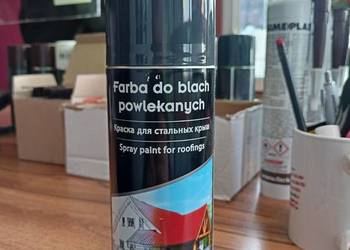 Farba do blach
powlekanych
Краска для стальных крыш
Spray paint for roofings